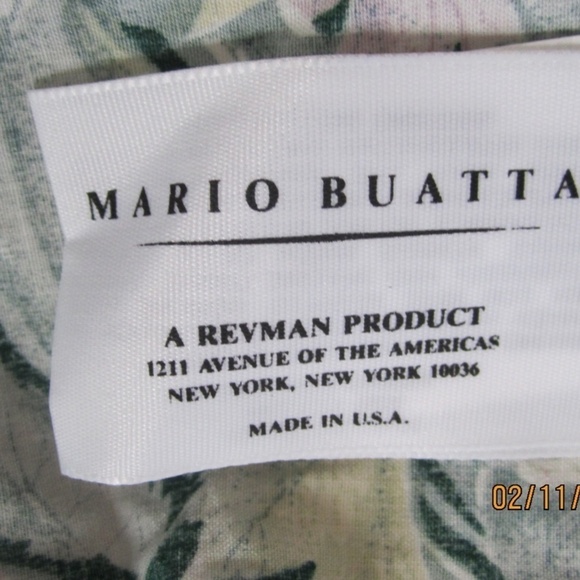 MARIO BUATTA
A REVMAN PRODUCT
1211 AVENUE OF THE AMERICAS
NEW YORK, NEW YORK 10036
MADE IN U.S.A.
02/11/